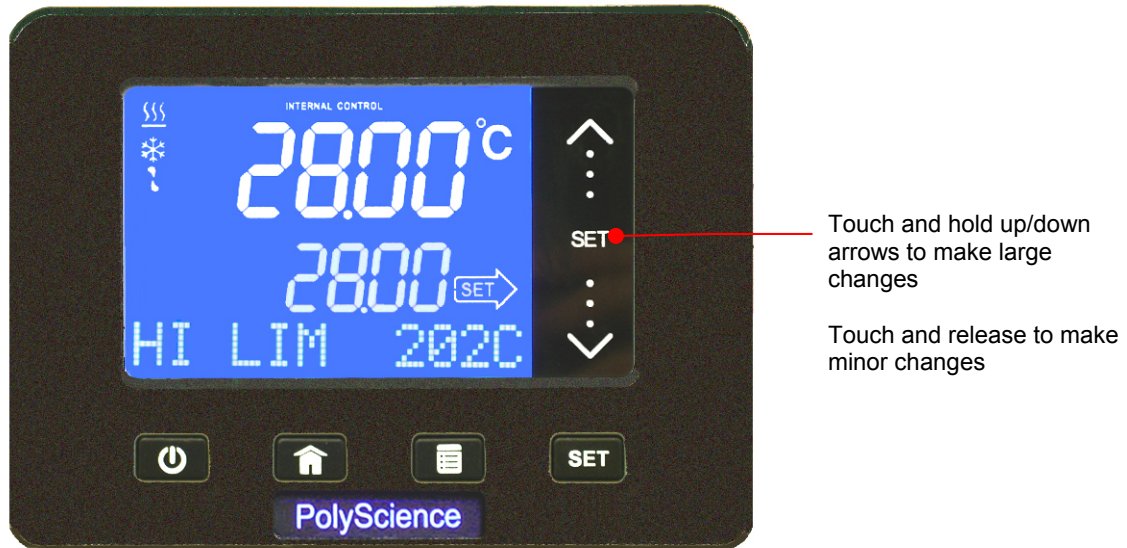 INTERNAL CONTROL
28.00°C
28.00 SET
HI LIM 202C
SET
Touch and hold up/down
arrows to make large
changes
Touch and release to make
minor changes
SET
PolyScience